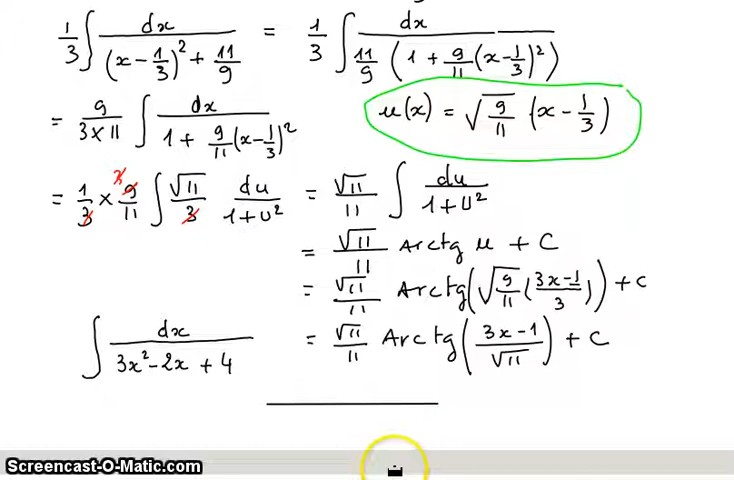 1/3 ∫ dx / ((x − 1/3)² + 11/9) = 1/3 ∫ dx / (11/9 (1 + 9/11 (x − 1/3)²))
= 9/(3×11) ∫ dx / (1 + 9/11 (x − 1/3)²)
u(x) = √(9/11) (x − 1/3)
= 1/3 × 9/11 ∫ √11/3 du/(1+U²) = √11/11 ∫ du/(1+U²)
= √11/11 Arctg u + C
= √11/11 Arctg(√(9/11) ((3x−1)/3)) + C
∫ dx / (3x² − 2x + 4) = √11/11 Arctg((3x−1)/√11) + C
Screencast-O-Matic.com